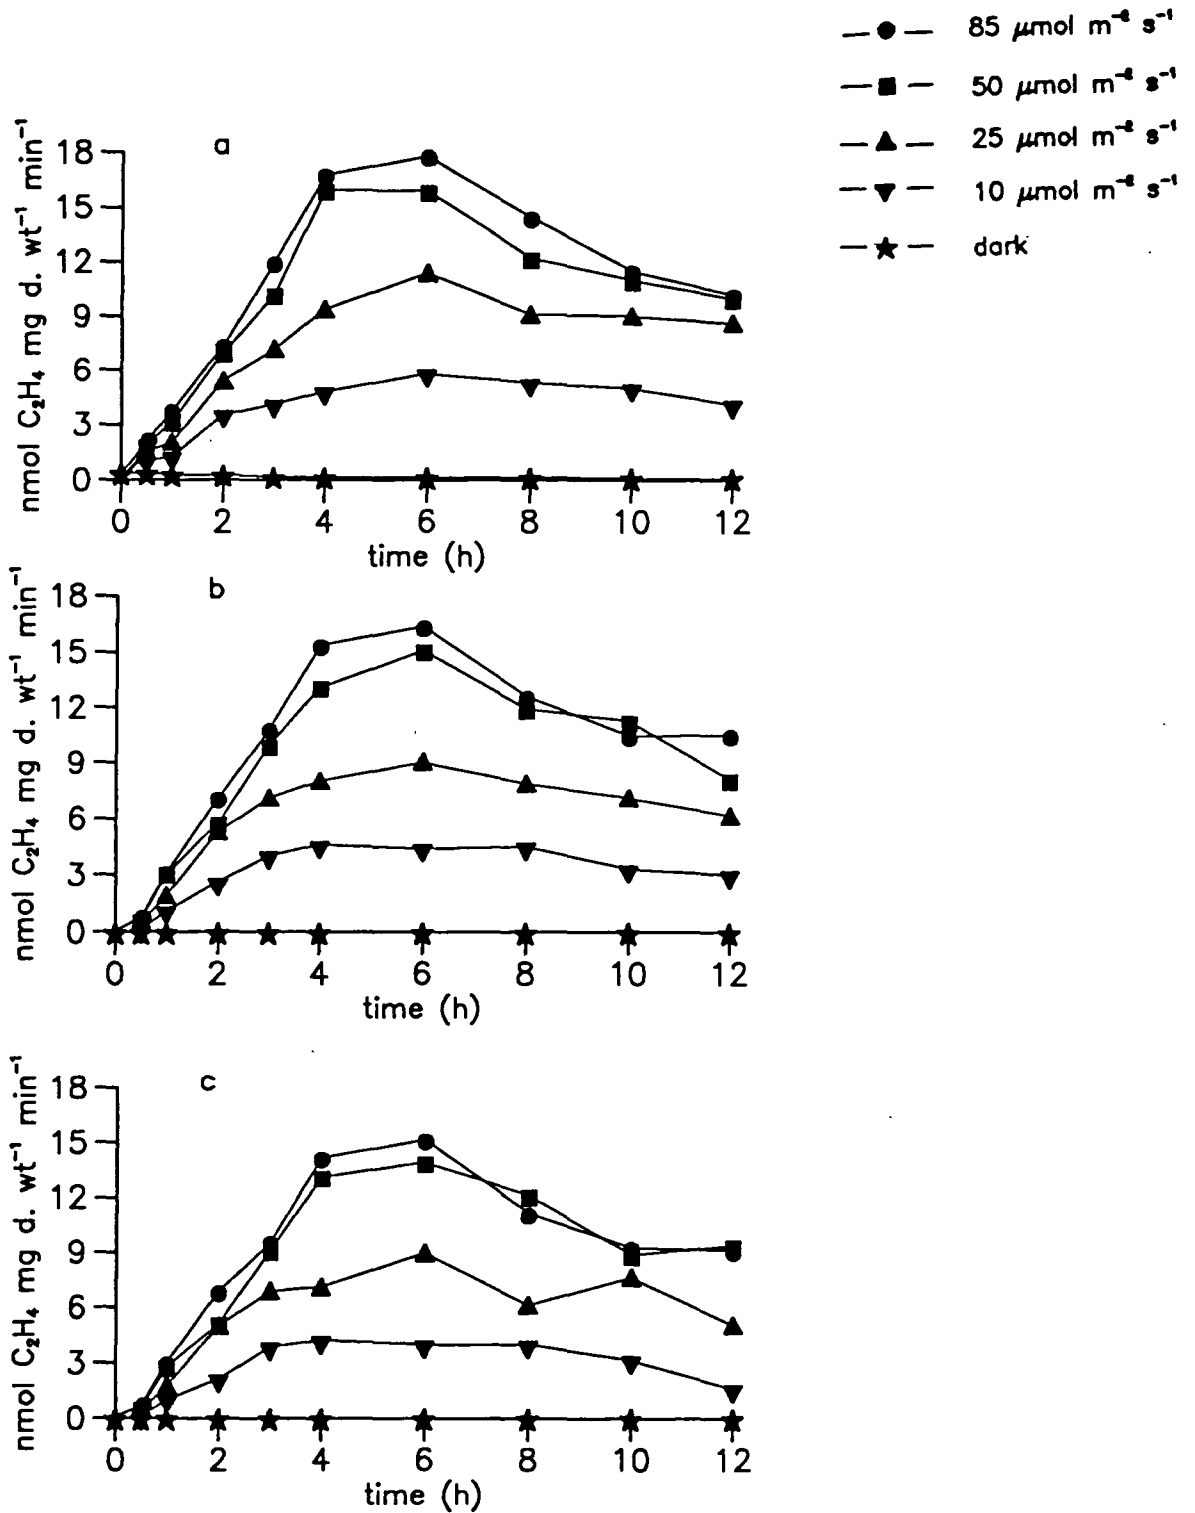 85 μmol m⁻² s⁻¹
50 μmol m⁻² s⁻¹
25 μmol m⁻² s⁻¹
10 μmol m⁻² s⁻¹
dark
a
nmol C₂H₄ mg d. wt⁻¹ min⁻¹
18
15
12
9
6
3
0
0 2 4 6 8 10 12
time (h)
b
nmol C₂H₄ mg d. wt⁻¹ min⁻¹
18
15
12
9
6
3
0
0 2 4 6 8 10 12
time (h)
c
nmol C₂H₄ mg d. wt⁻¹ min⁻¹
18
15
12
9
6
3
0
0 2 4 6 8 10 12
time (h)